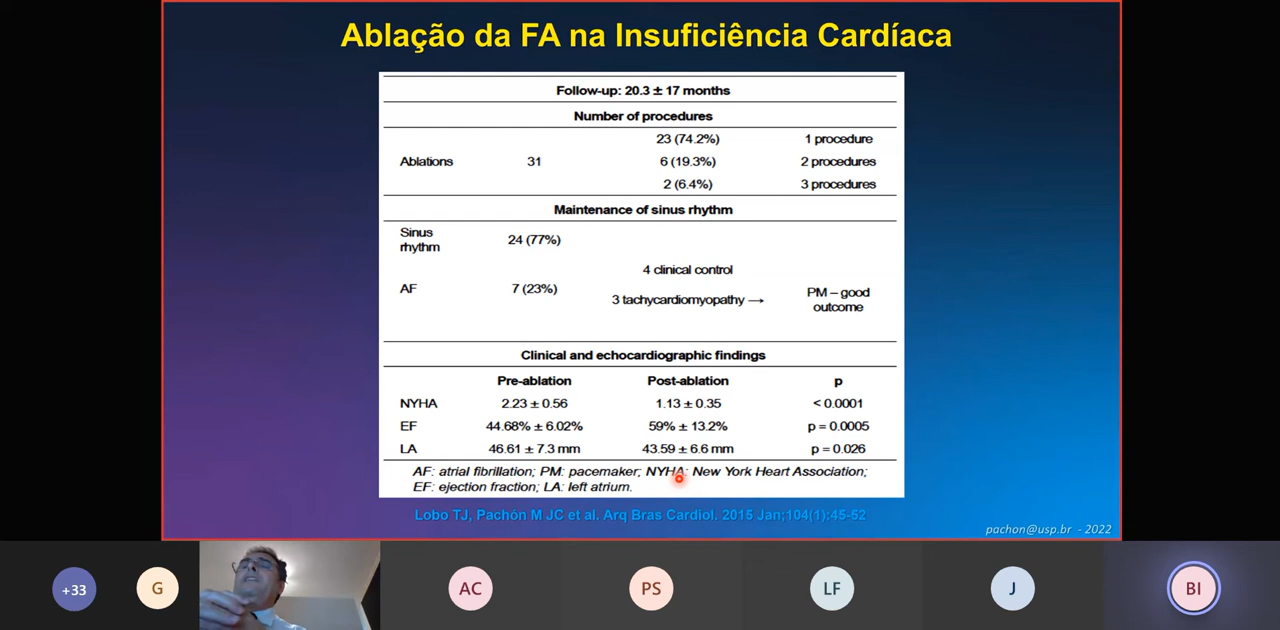 Ablação da FA na Insuficiência Cardíaca
Follow-up: 20.3 ± 17 months
Number of procedures
23 (74.2%) 1 procedure
Ablations 31 6 (19.3%) 2 procedures
2 (6.4%) 3 procedures
Maintenance of sinus rhythm
Sinus
rhythm
24 (77%)
4 clinical control
AF 7 (23%)
3 tachycardiomyopathy → PM – good
outcome
Clinical and echocardiographic findings
Pre-ablation Post-ablation p
NYHA 2.23 ± 0.56 1.13 ± 0.35 < 0.0001
EF 44.68% ± 6.02% 59% ± 13.2% p = 0.0005
LA 46.61 ± 7.3 mm 43.59 ± 6.6 mm p = 0.026
AF: atrial fibrillation; PM: pacemaker; NYHA: New York Heart Association;
EF: ejection fraction; LA: left atrium.
Lobo TJ, Pachón M JC et al. Arq Bras Cardiol. 2015 Jan;104(1):45-52
pachon@usp.br - 2022
+33 G AC PS LF J BI